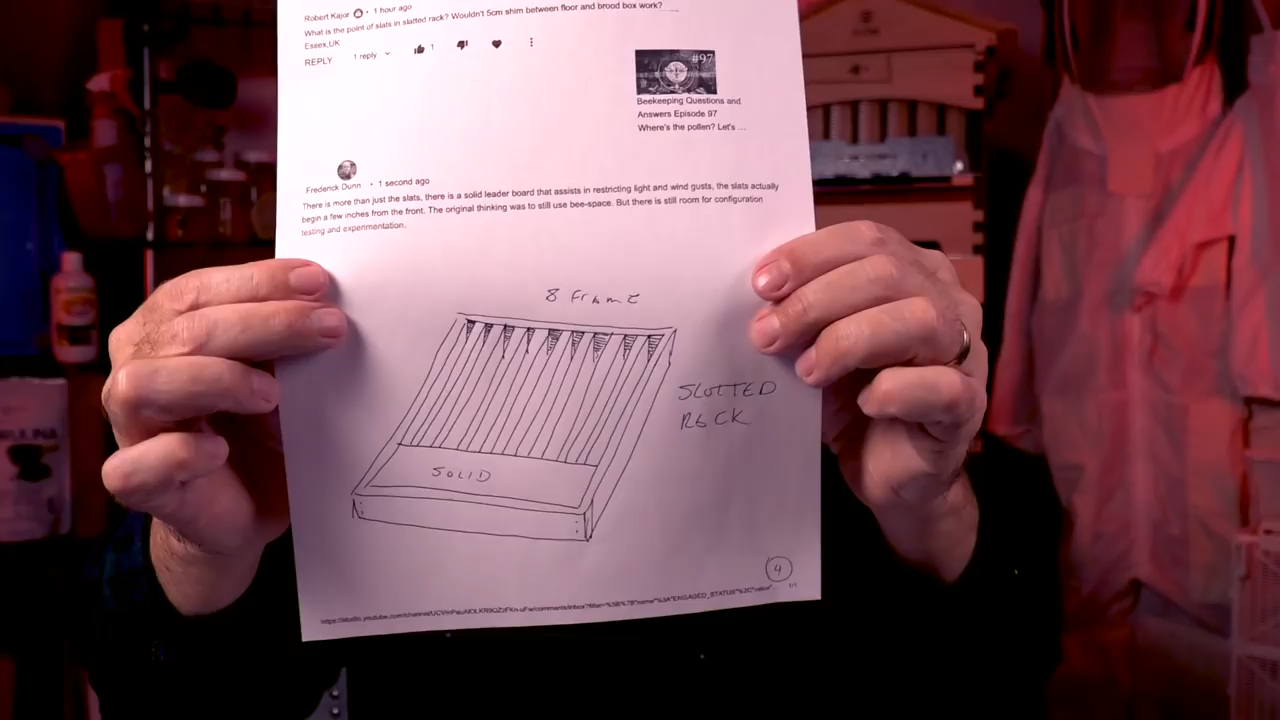 Robert Kajor • 1 hour ago
What is the point of slats in slatted rack? Wouldn't 5cm shim between floor and brood box work?
Essex,UK
REPLY 1 reply 1
#97
Beekeeping Questions and
Answers Episode 97
Where's the pollen? Let's ...
Frederick Dunn • 1 second ago
There is more than just the slats, there is a solid leader board that assists in restricting light and wind gusts, the slats actually
begin a few inches from the front. The original thinking was to still use bee-space. But there is still room for configuration
testing and experimentation.
8 Frame
SLOTTED
RACK
SOLID
4
1/1